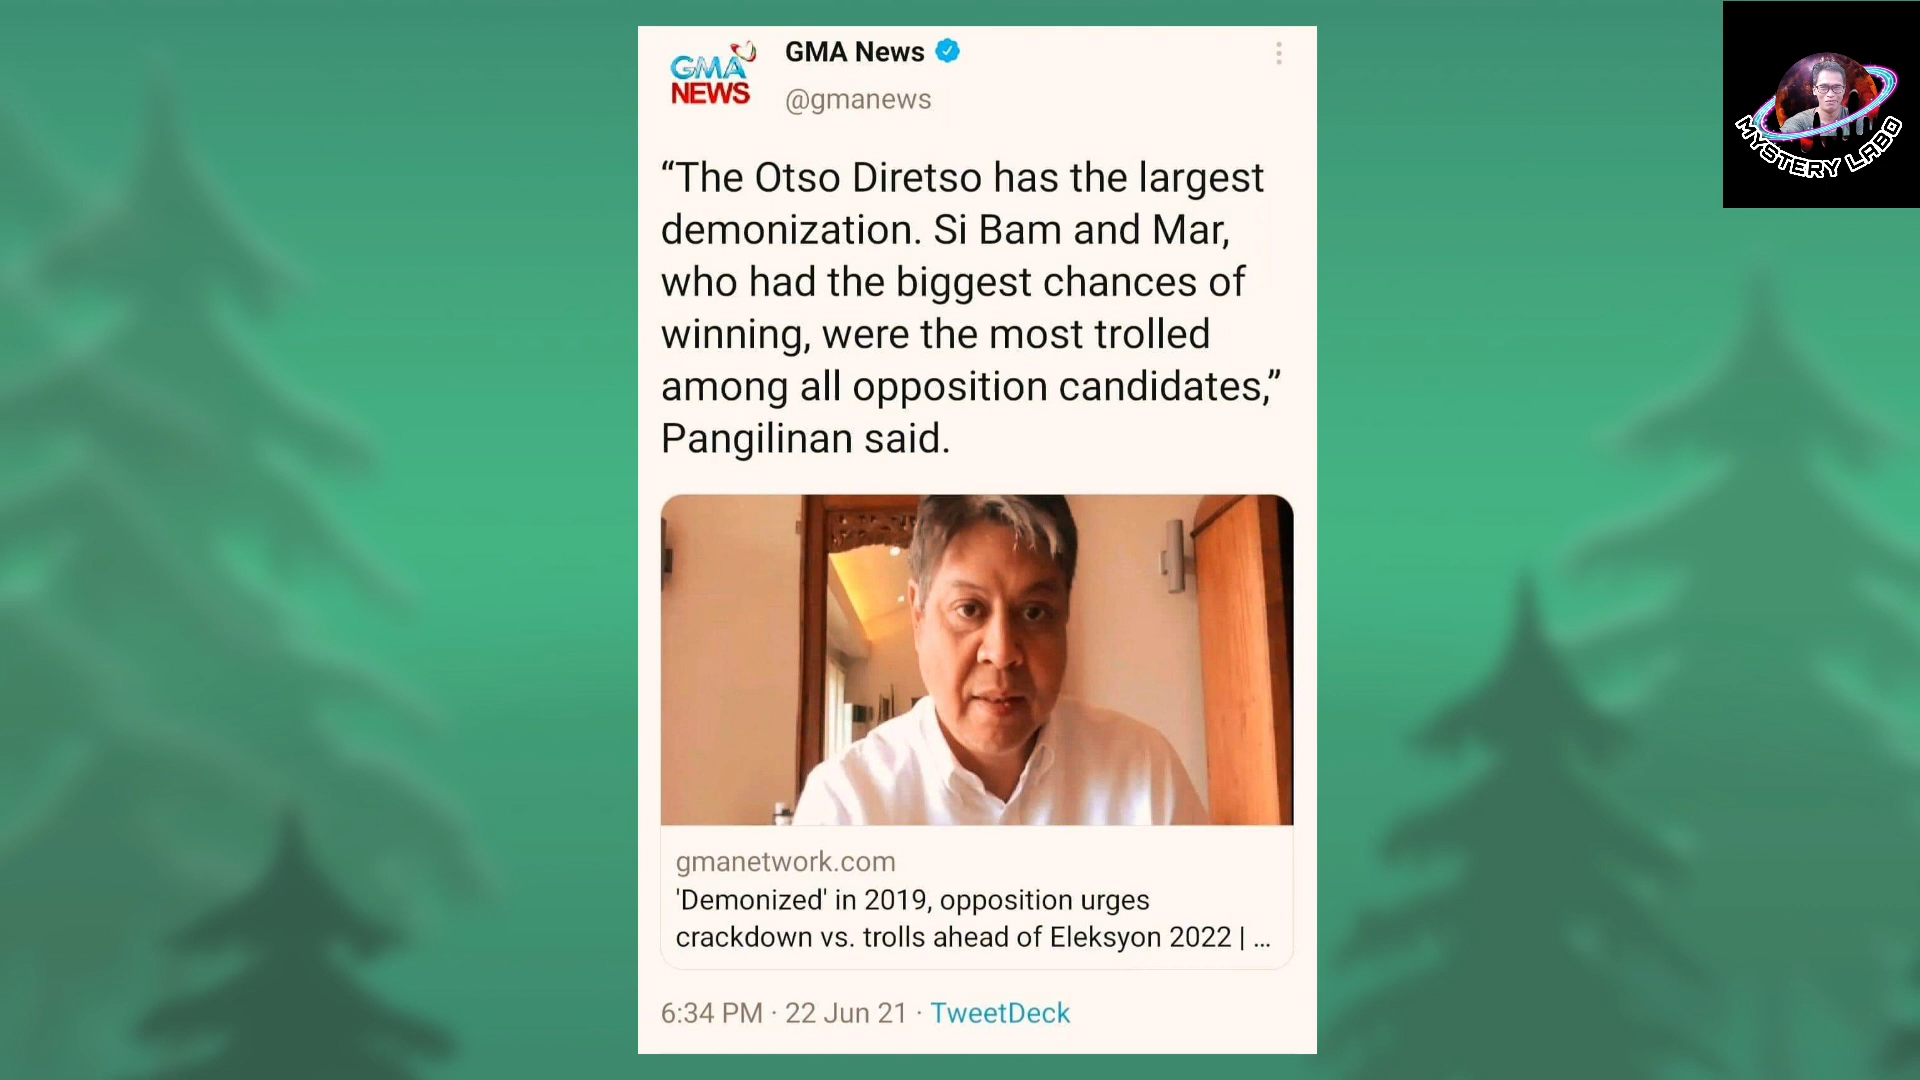 GMA News
@gmanews
GMA
NEWS
“The Otso Diretso has the largest
demonization. Si Bam and Mar,
who had the biggest chances of
winning, were the most trolled
among all opposition candidates,”
Pangilinan said.
gmanetwork.com
'Demonized' in 2019, opposition urges
crackdown vs. trolls ahead of Eleksyon 2022 | ...
6:34 PM · 22 Jun 21 · TweetDeck
MYSTERY LABO